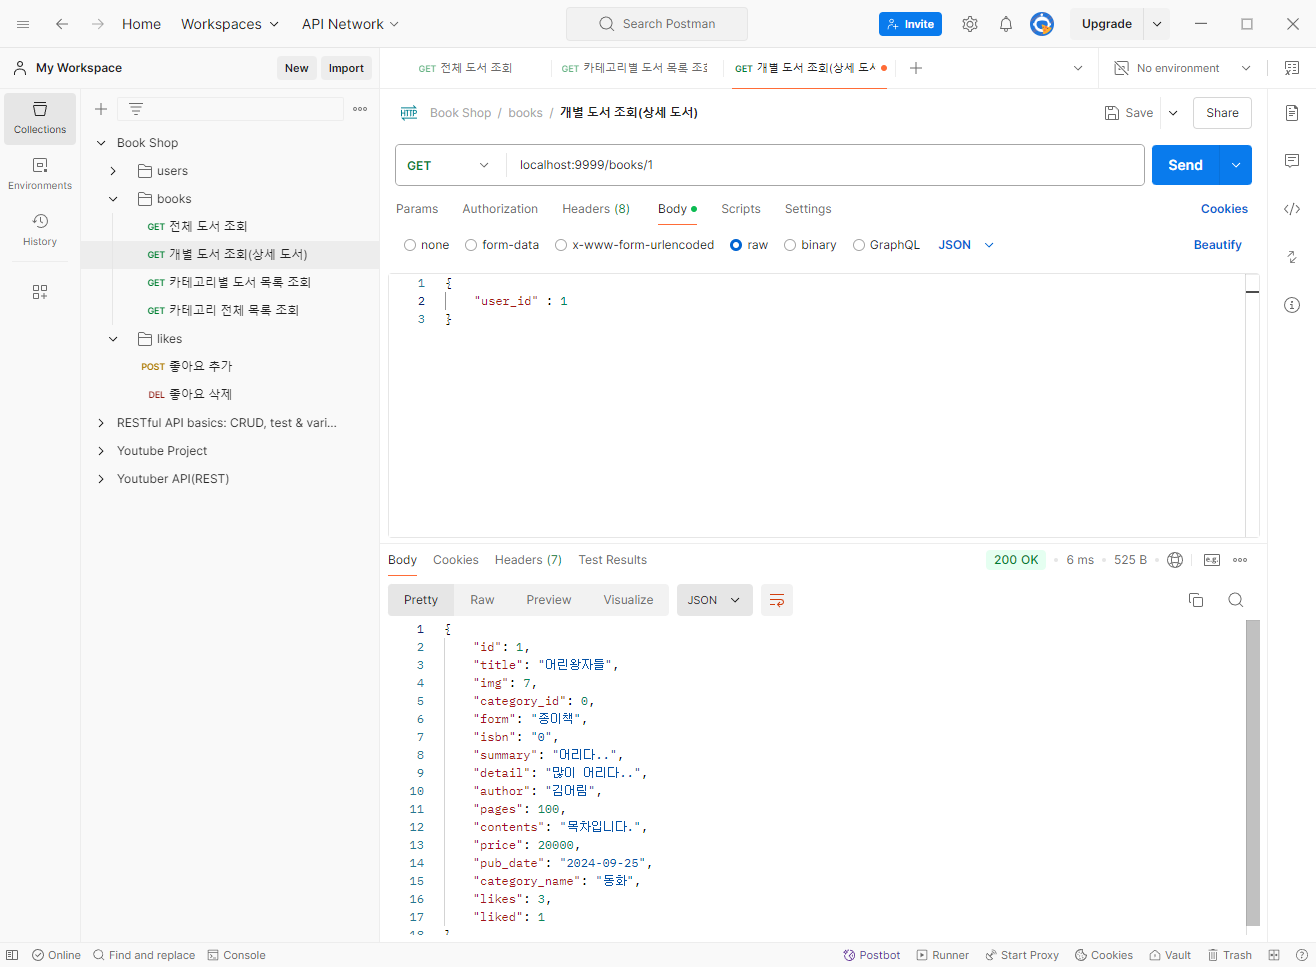 Home Workspaces API Network Search Postman Invite Upgrade
My Workspace New Import GET 전체 도서 조회 GET 카테고리별 도서 목록 조회 GET 개별 도서 조회(상세 도서 No environment
Collections
Environments
History
Book Shop
users
books
GET 전체 도서 조회
GET 개별 도서 조회(상세 도서)
GET 카테고리별 도서 목록 조회
GET 카테고리 전체 목록 조회
likes
POST 좋아요 추가
DEL 좋아요 삭제
RESTful API basics: CRUD, test & vari...
Youtube Project
Youtuber API(REST)
HTTP Book Shop / books / 개별 도서 조회(상세 도서) Save Share
GET localhost:9999/books/1 Send
Params Authorization Headers (8) Body Scripts Settings Cookies
none form-data x-www-form-urlencoded raw binary GraphQL JSON Beautify
1 {
2 "user_id" : 1
3 }
Body Cookies Headers (7) Test Results 200 OK 6 ms 525 B e.g.
Pretty Raw Preview Visualize JSON
1 {
2 "id": 1,
3 "title": "어린왕자들",
4 "img": 7,
5 "category_id": 0,
6 "form": "종이책",
7 "isbn": "0",
8 "summary": "어리다..",
9 "detail": "많이 어리다..",
10 "author": "김어림",
11 "pages": 100,
12 "contents": "목차입니다.",
13 "price": 20000,
14 "pub_date": "2024-09-25",
15 "category_name": "동화",
16 "likes": 3,
17 "liked": 1
18 }
Online Find and replace Console Postbot Runner Start Proxy Cookies Vault Trash